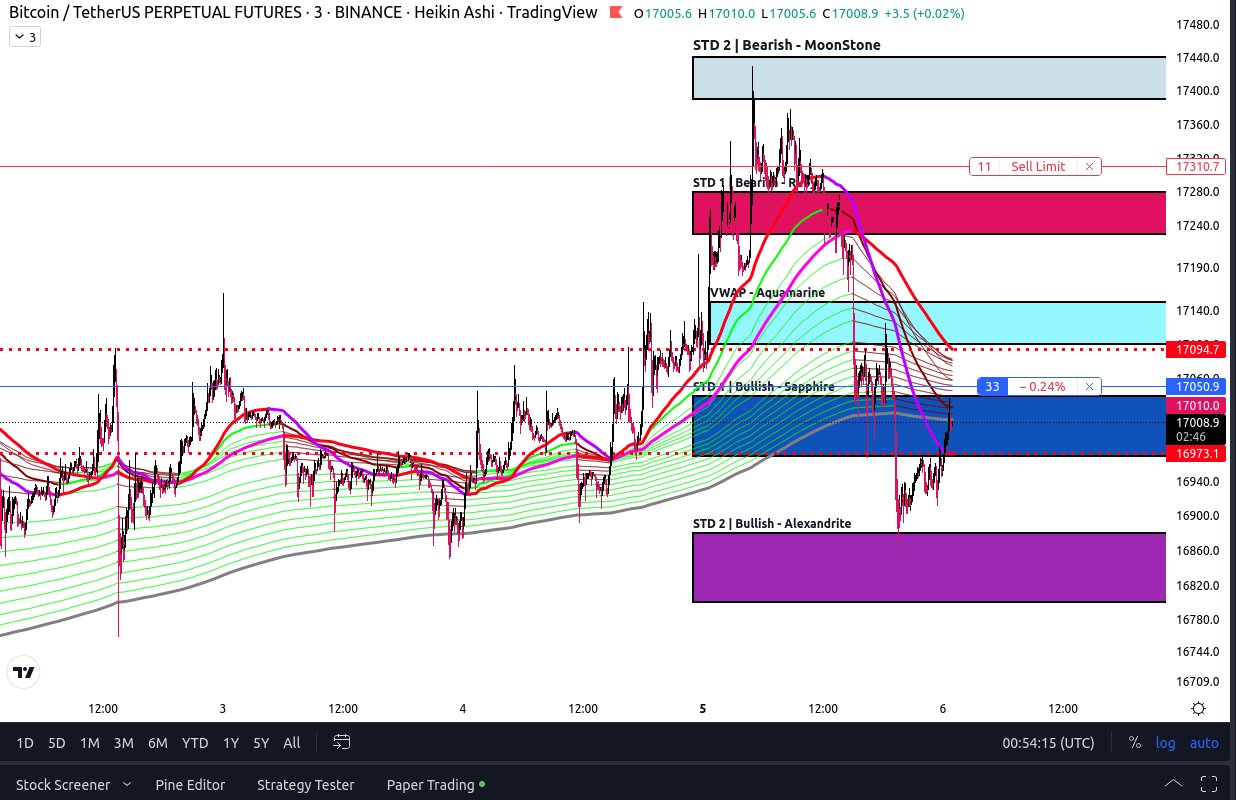 Bitcoin / TetherUS PERPETUAL FUTURES · 3 · BINANCE · Heikin Ashi · TradingView O17005.6 H17010.0 L17005.6 C17008.9 +3.5 (+0.02%)
3
17480.0
STD 2 | Bearish - MoonStone
17440.0
17400.0
17360.0
11 Sell Limit × 17310.7
STD 1 | Bearish - R
17280.0
17240.0
17190.0
VWAP - Aquamarine
17140.0
17094.7
STD 1 | Bullish - Sapphire 33 −0.24% × 17050.9
17010.0
17008.9
02:46
16973.1
16940.0
STD 2 | Bullish - Alexandrite 16900.0
16860.0
16820.0
16780.0
16744.0
16709.0
12:00 3 12:00 4 12:00 5 12:00 6 12:00
1D 5D 1M 3M 6M YTD 1Y 5Y All 00:54:15 (UTC) % log auto
Stock Screener Pine Editor Strategy Tester Paper Trading